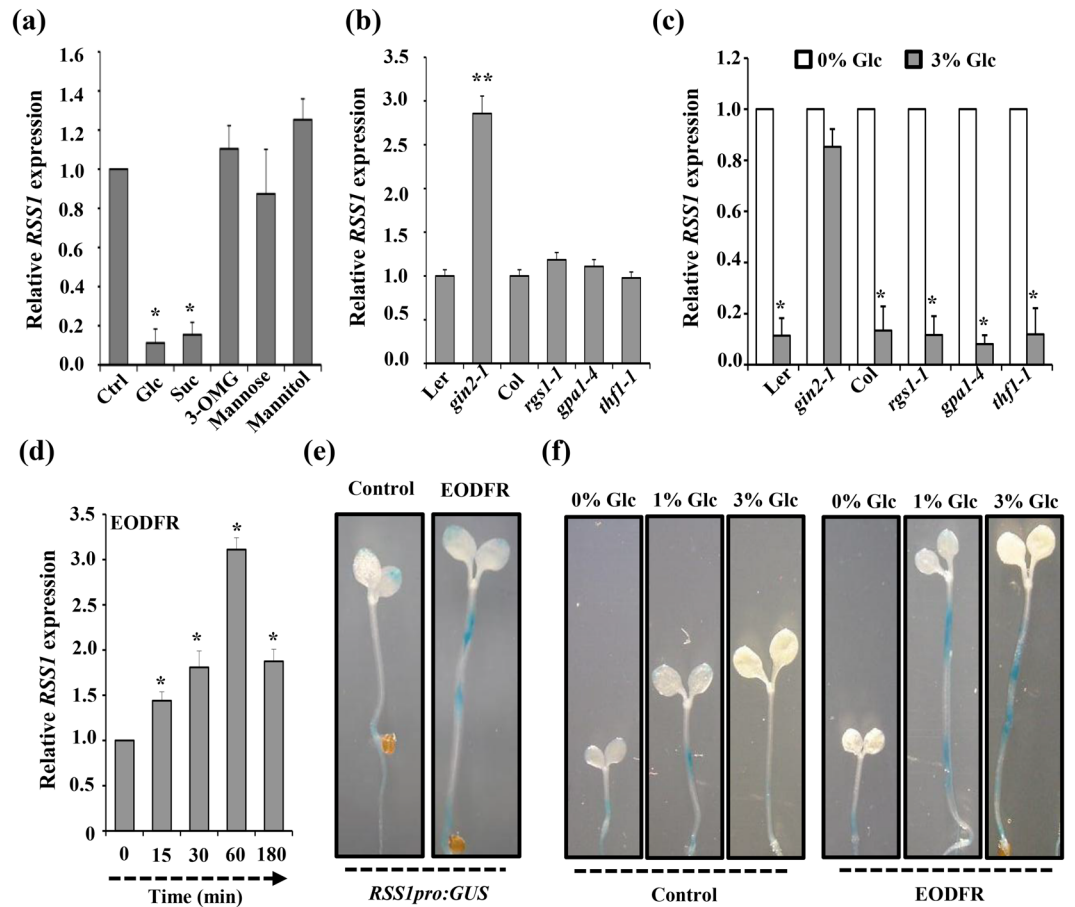 (a)
Relative RSS1 expression
1.6
1.4
1.2
1.0
0.8
0.6
0.4
0.2
0.0
*
*
Ctrl
Glc
Suc
3-OMG
Mannose
Mannitol
(b)
Relative RSS1 expression
3.5
3.0
2.5
2.0
1.5
1.0
0.5
0.0
**
Ler
gin2-1
Col
rgs1-1
gpa1-4
thf1-1
(c)
0% Glc
3% Glc
Relative RSS1 expression
1.2
1.0
0.8
0.6
0.4
0.2
0.0
*
*
*
*
*
Ler
gin2-1
Col
rgs1-1
gpa1-4
thf1-1
(d)
EODFR
Relative RSS1 expression
3.5
3.0
2.5
2.0
1.5
1.0
0.5
0
*
*
*
*
0
15
30
60
180
Time (min)
(e)
Control
EODFR
RSS1pro:GUS
(f)
0% Glc
1% Glc
3% Glc
0% Glc
1% Glc
3% Glc
Control
EODFR